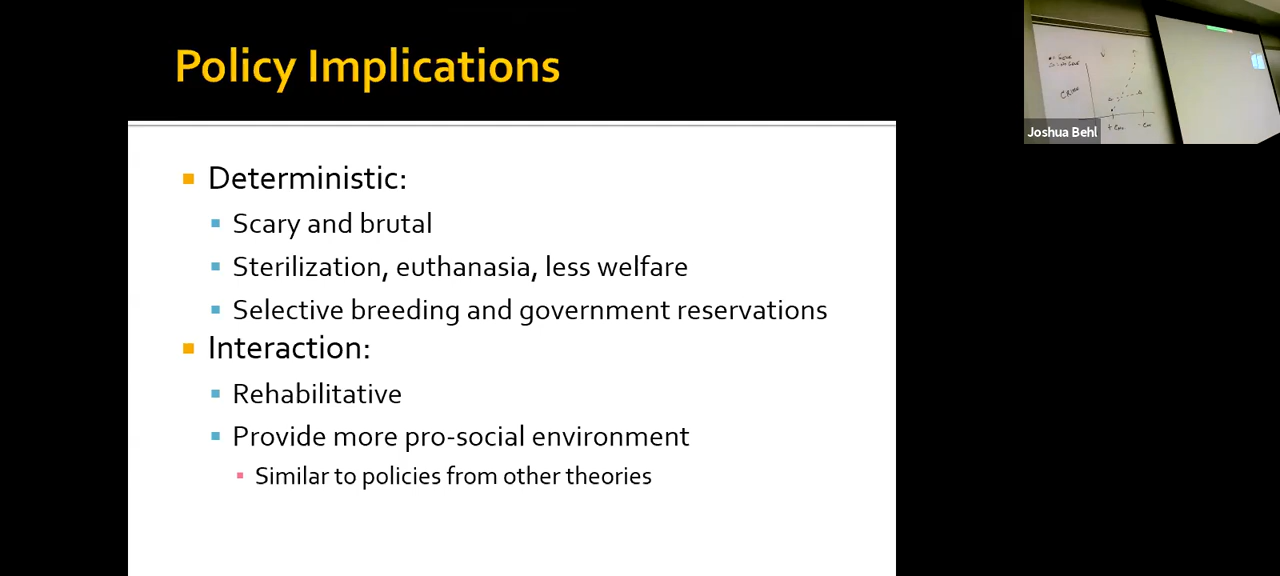 Policy Implications
Deterministic:
Scary and brutal
Sterilization, euthanasia, less welfare
Selective breeding and government reservations
Interaction:
Rehabilitative
Provide more pro-social environment
Similar to policies from other theories
CRIME
Joshua Behl